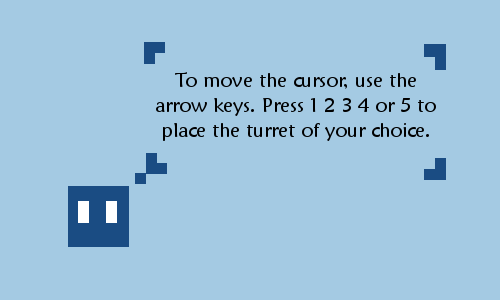 To move the cursor, use the
arrow keys. Press 1 2 3 4 or 5 to
place the turret of your choice.